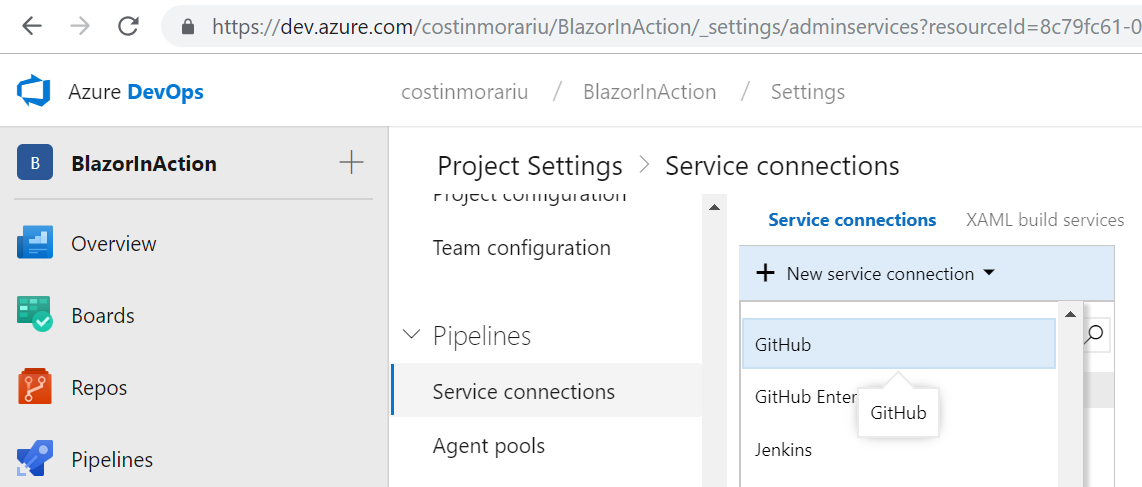 https://dev.azure.com/costinmorariu/BlazorInAction/_settings/adminservices?resourceId=8c79fc61-0
Azure DevOps
costinmorariu / BlazorInAction / Settings
B BlazorInAction
Overview
Boards
Repos
Pipelines
Project Settings > Service connections
Project configuration
Team configuration
Pipelines
Service connections
Agent pools
Service connections XAML build services
+ New service connection
GitHub
GitHub Enter
GitHub
Jenkins